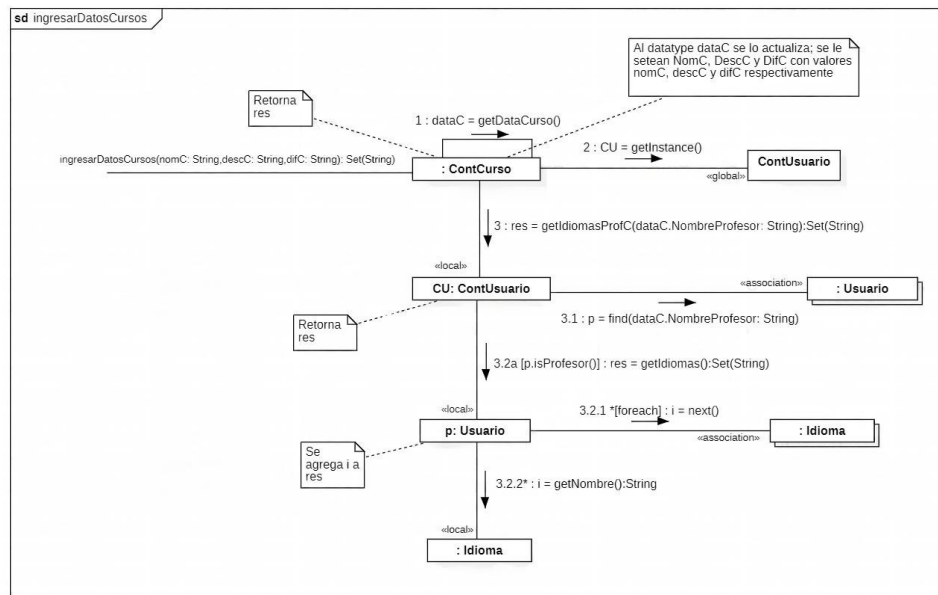 sd ingresarDatosCursos
Al datatype dataC se lo actualiza; se le
setean NomC, DescC y DifC con valores
nomC, descC y difC respectivamente
Retorna
res
1 : dataC = getDataCurso()
2 : CU = getInstance()
ingresarDatosCursos(nomC: String,descC: String,difC: String): Set(String)
: ContCurso
ContUsuario
«global»
3 : res = getIdiomasProfC(dataC.NombreProfesor: String):Set(String)
«local»
«association»
CU: ContUsuario
: Usuario
Retorna
res
3.1 : p = find(dataC.NombreProfesor: String)
3.2a [p.isProfesor()] : res = getIdiomas():Set(String)
«local»
3.2.1 *[foreach] : i = next()
p: Usuario
: Idioma
«association»
Se
agrega i a
res
3.2.2* : i = getNombre():String
«local»
: Idioma